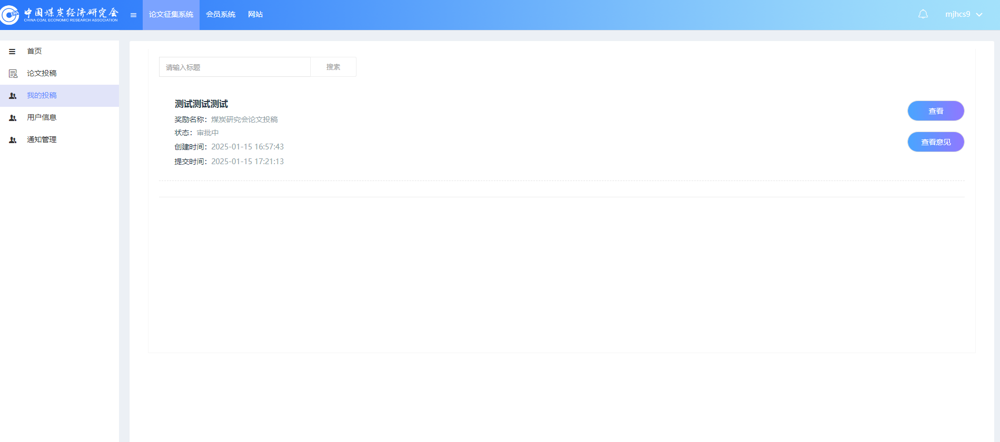 中国煤炭经济研究会
CHINA COAL ECONOMIC RESEARCH ASSOCIATION
CERA
论文征集系统 会员系统 网站
mjhcs9
首页
论文投稿
我的投稿
用户信息
通知管理
请输入标题 搜索
测试测试测试
奖励名称：煤炭研究会论文投稿
状态：审批中
创建时间：2025-01-15 16:57:43
提交时间：2025-01-15 17:21:13
查看
查看意见